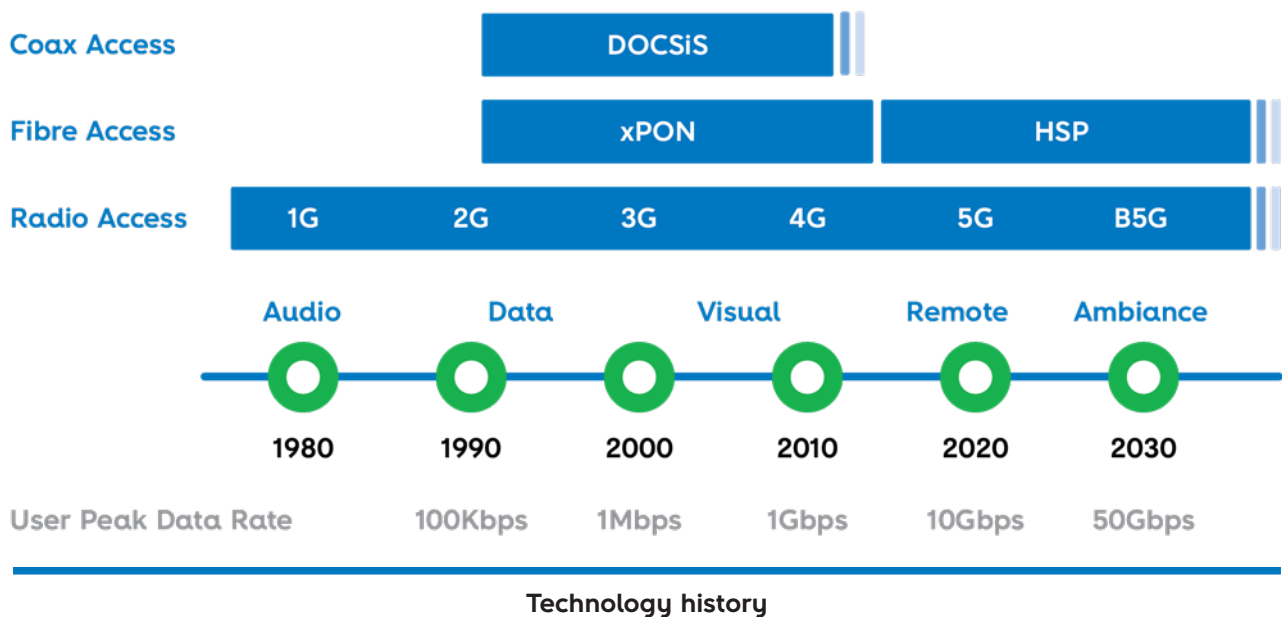 Coax Access DOCSiS
Fibre Access xPON HSP
Radio Access 1G 2G 3G 4G 5G B5G
Audio Data Visual Remote Ambiance
1980 1990 2000 2010 2020 2030
User Peak Data Rate 100Kbps 1Mbps 1Gbps 10Gbps 50Gbps
Technology history